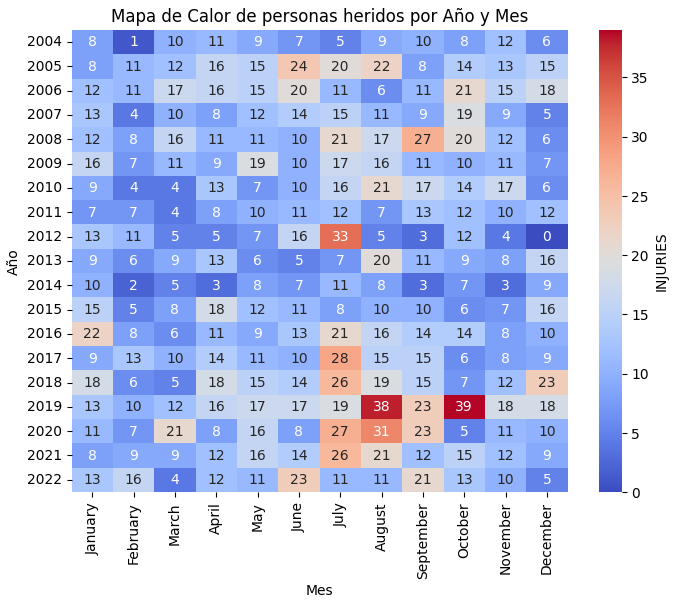 Mapa de Calor de personas heridos por Año y Mes
2004 8 1 10 11 9 7 5 9 10 8 12 6
2005 8 11 12 16 15 24 20 22 8 14 13 15
2006 12 11 17 16 15 20 11 6 11 21 15 18
2007 13 4 10 8 12 14 15 11 9 19 9 5
2008 12 8 16 11 11 10 21 17 27 20 12 6
2009 16 7 11 9 19 10 17 16 11 10 11 7
2010 9 4 4 13 7 10 16 21 17 14 17 6
2011 7 7 4 8 10 11 12 7 13 12 10 12
2012 13 11 5 5 7 16 33 5 3 12 4 0
2013 9 6 9 13 6 5 7 20 11 9 8 16
2014 10 2 5 3 8 7 11 8 3 7 3 9
2015 15 5 8 18 12 11 8 10 10 6 7 16
2016 22 8 6 11 9 13 21 16 14 14 8 10
2017 9 13 10 14 11 10 28 15 15 6 8 9
2018 18 6 5 18 15 14 26 19 15 7 12 23
2019 13 10 12 16 17 17 19 38 23 39 18 18
2020 11 7 21 8 16 8 27 31 23 5 11 10
2021 8 9 9 12 16 14 26 21 12 15 12 9
2022 13 16 4 12 11 23 11 11 21 13 10 5
January February March April May June July August September October November December
Mes
Año
35
30
25
20
15
10
5
0
INJURIES